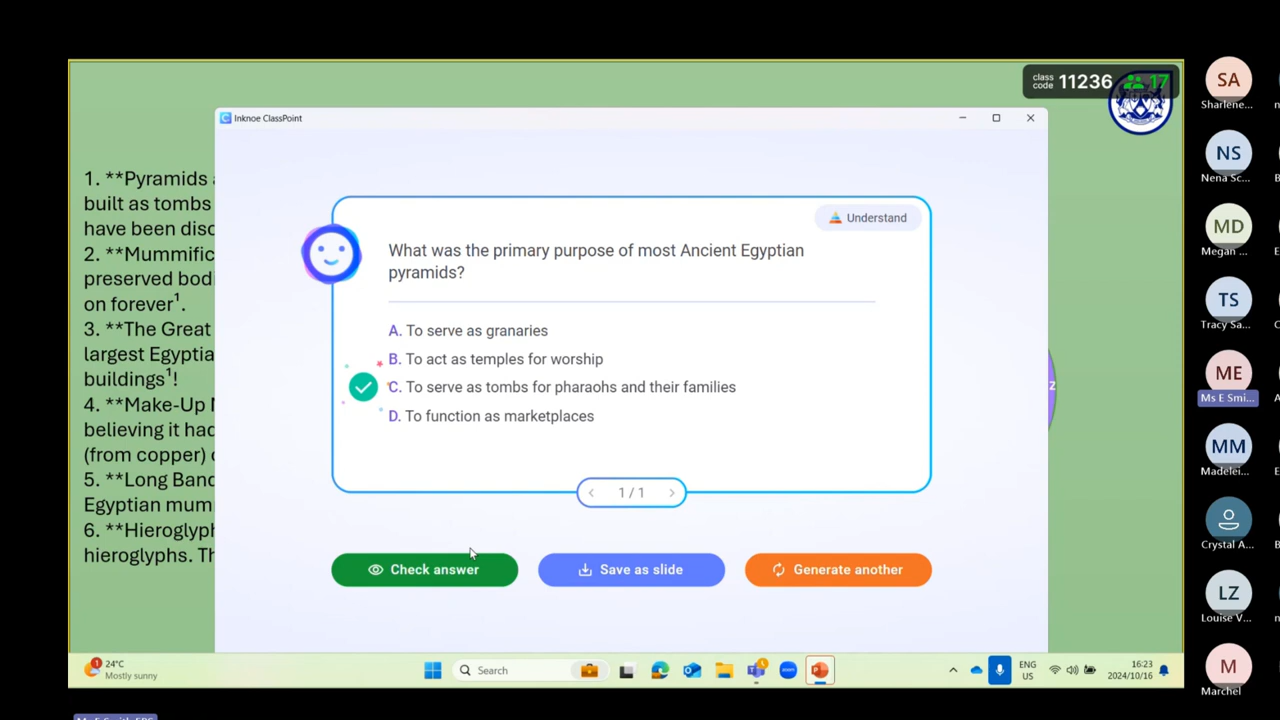 class code 11236 17
Inknoe ClassPoint
1. **Pyramids
built as tombs
have been disc
2. **Mummific
preserved bodi
on forever¹.
3. **The Great
largest Egyptia
buildings¹!
4. **Make-Up
believing it had
(from copper)
5. **Long Band
Egyptian mum
6. **Hieroglyph
hieroglyphs. Th
Understand
What was the primary purpose of most Ancient Egyptian
pyramids?
A. To serve as granaries
B. To act as temples for worship
C. To serve as tombs for pharaohs and their families
D. To function as marketplaces
1 / 1
Check answer
Save as slide
Generate another
SA
Sharlene...
NS
Nena Sc...
MD
Megan ...
TS
Tracy Sa...
ME
Ms E Smi...
MM
Madelei...
Crystal A...
LZ
Louise V...
M
Marchel
1
24°C
Mostly sunny
Search
ENG
US
16:23
2024/10/16